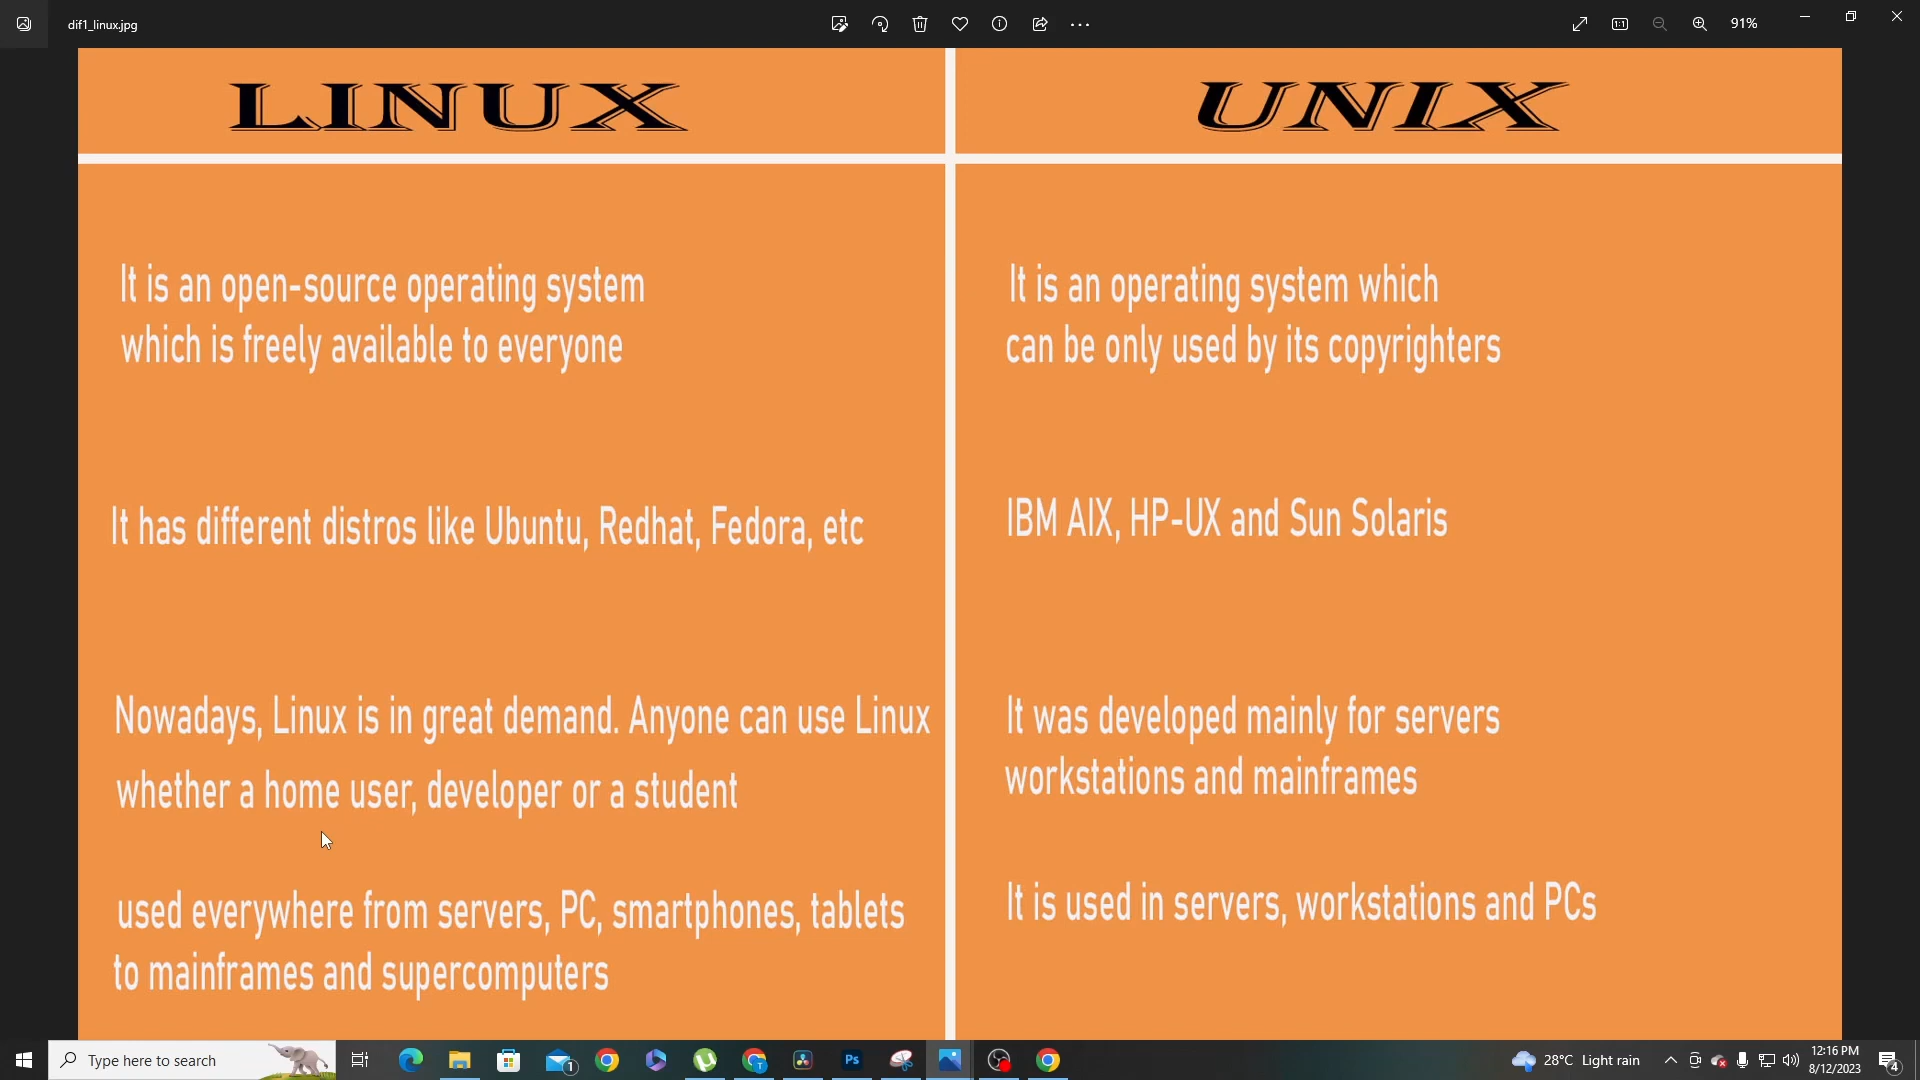 dif1_linux.jpg
91%
LINUX
UNIX
It is an open-source operating system
which is freely available to everyone
It is an operating system which
can be only used by its copyrighters
It has different distros like Ubuntu, Redhat, Fedora, etc
IBM AIX, HP-UX and Sun Solaris
Nowadays, Linux is in great demand. Anyone can use Linux
whether a home user, developer or a student
It was developed mainly for servers
workstations and mainframes
used everywhere from servers, PC, smartphones, tablets
to mainframes and supercomputers
It is used in servers, workstations and PCs
Type here to search
1
T
Ps
28°C Light rain
12:16 PM
8/12/2023
4